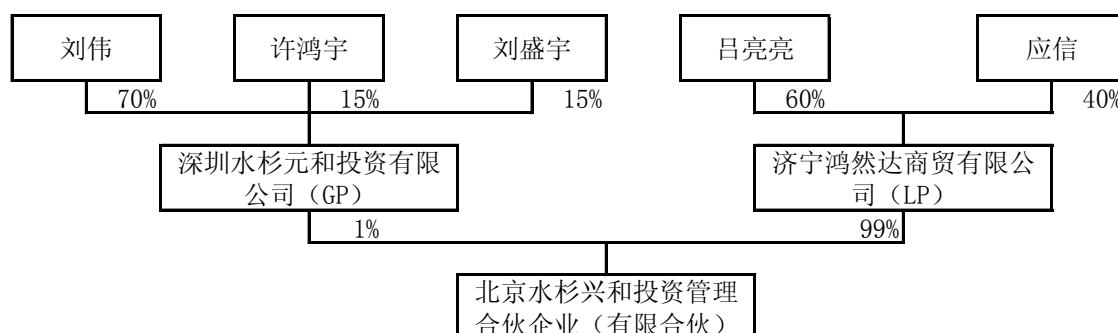 刘伟
许鸿宇
刘盛宇
吕亮亮
应信
70%
15%
15%
60%
40%
深圳水杉元和投资有限
公司（GP）
济宁鸿然达商贸有限公
司（LP）
1%
99%
北京水杉兴和投资管理
合伙企业（有限合伙）